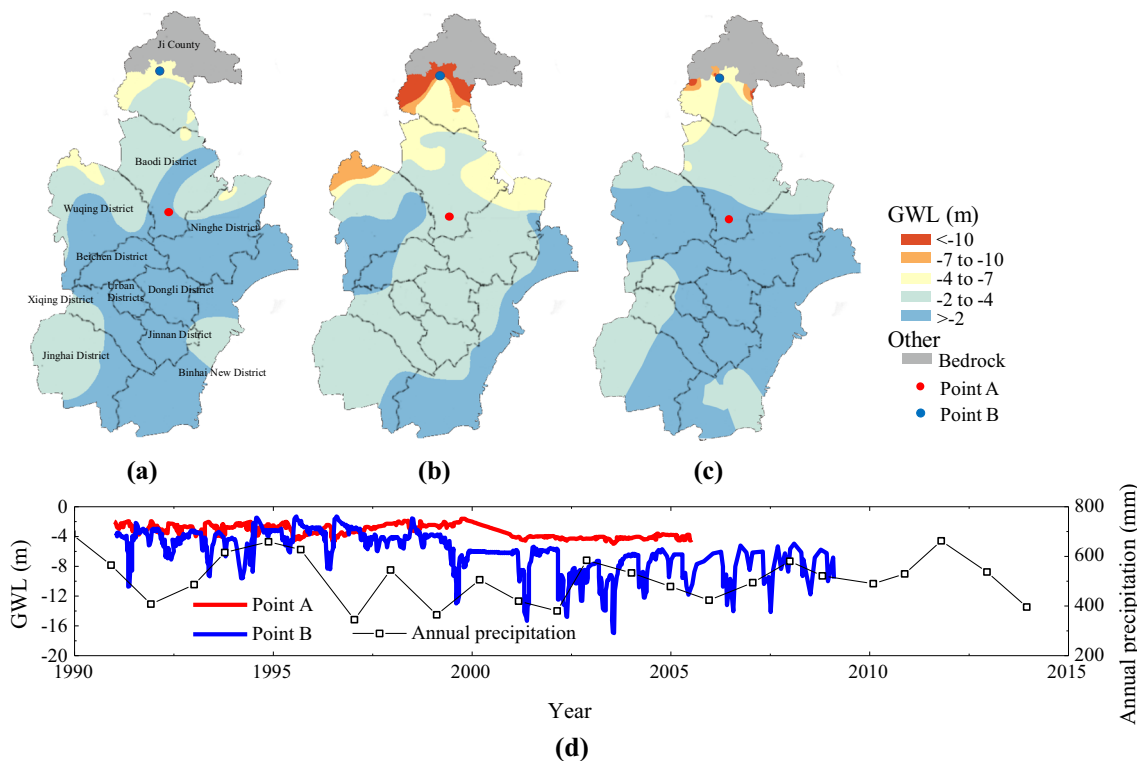 Ji County
Baodi District
Wuqing District
Ninghe District
Beichen District
Urban
Districts
Dongli District
Xiqing District
Jinnan District
Jinghai District
Binhai New District
GWL (m)
<-10
-7 to -10
-4 to -7
-2 to -4
>-2
Other
Bedrock
Point A
Point B
(a)
(b)
(c)
0
-4
-8
-12
-16
-20
GWL (m)
Point A
Point B
Annual precipitation
800
600
400
200
Annual precipitation (mm)
1990
1995
2000
2005
2010
2015
Year
(d)